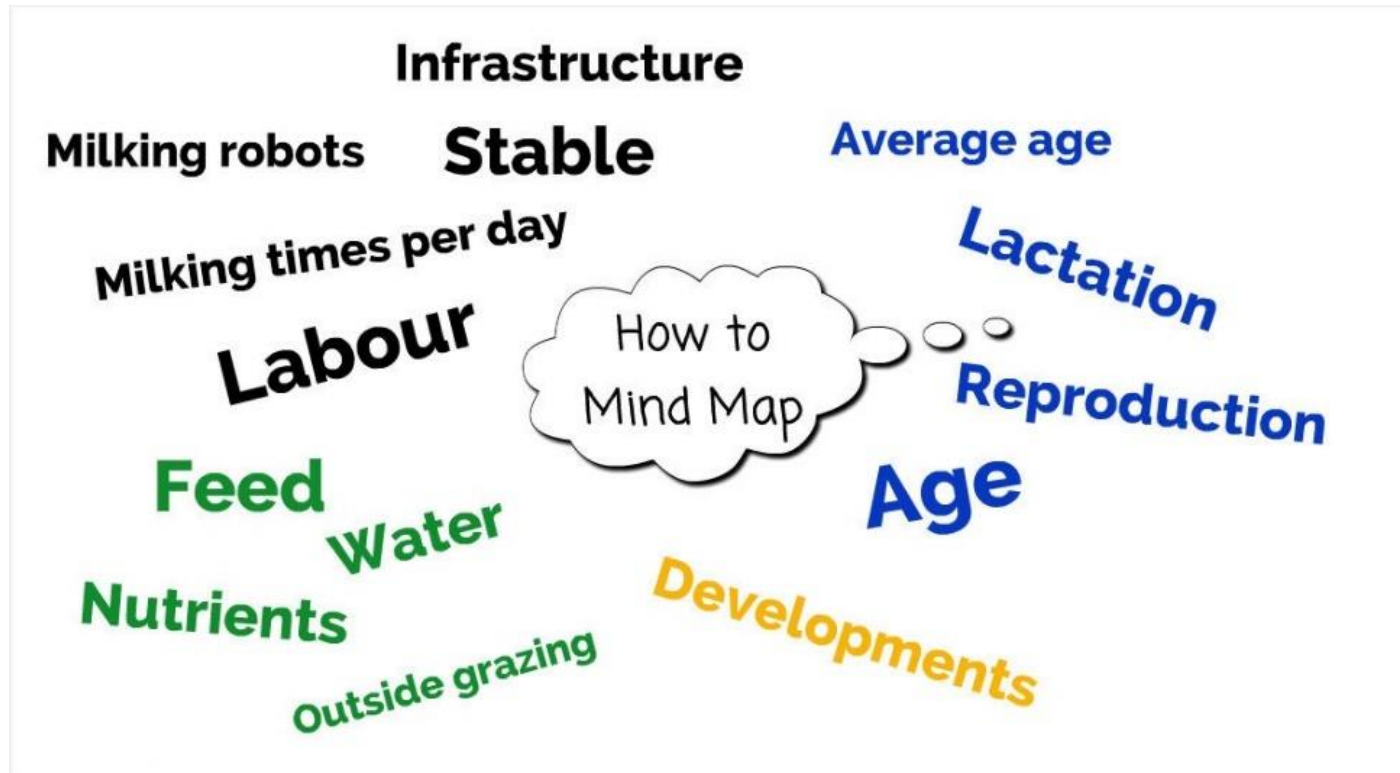 Infrastructure
Milking robots
Stable
Average age
Milking times per day
Lactation
Labour
How to
Mind Map
Reproduction
Feed
Water
Age
Nutrients
Developments
Outside grazing